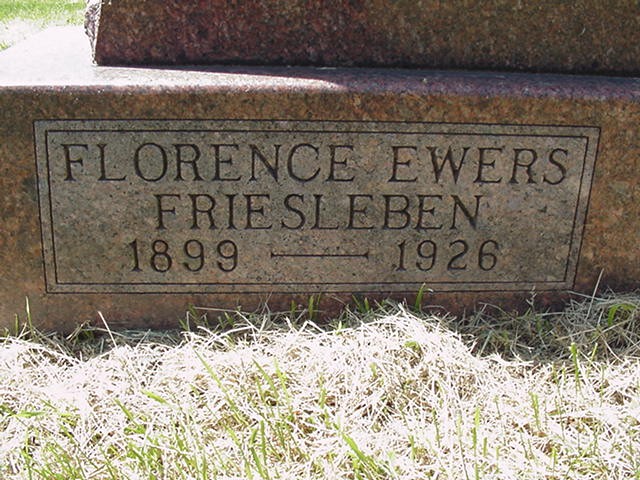 FLORENCE EWERS
FRIESLEBEN
1899 — 1926